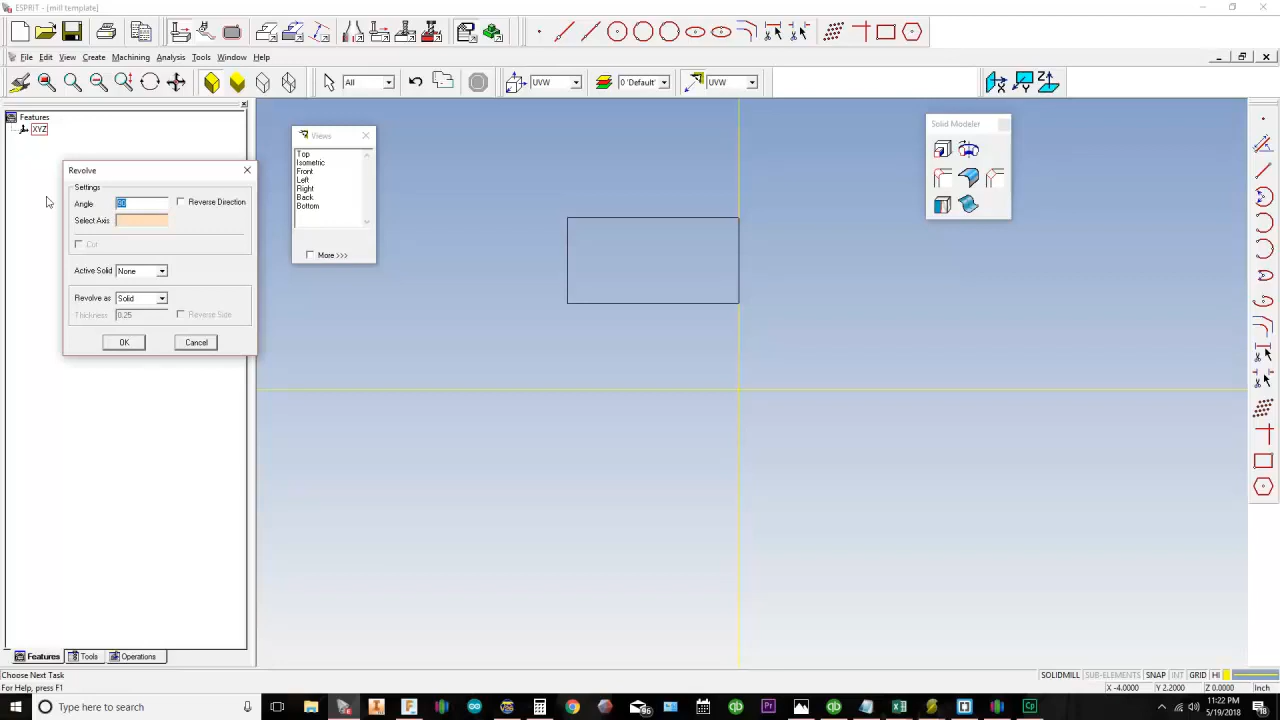 ESPRIT - [mill template]
File Edit View Create Machining Analysis Tools Window Help
All
UVW
0 'Default'
UVW
Features
XYZ
Revolve
Settings
Angle
Reverse Direction
Select Axis
Cut
Active Solid None
Revolve as Solid
Thickness 0.25 Reverse Side
OK Cancel
Views
Top
Isometric
Front
Left
Right
Back
Bottom
More >>>
Solid Modeler
Features Tools Operations
Choose Next Task
SOLIDMILL SUB-ELEMENTS SNAP INT GRID HI
For Help, press F1
X -4.0000 Y 2.2000 Z 0.0000 Inch
Type here to search
11:22 PM
5/19/2018